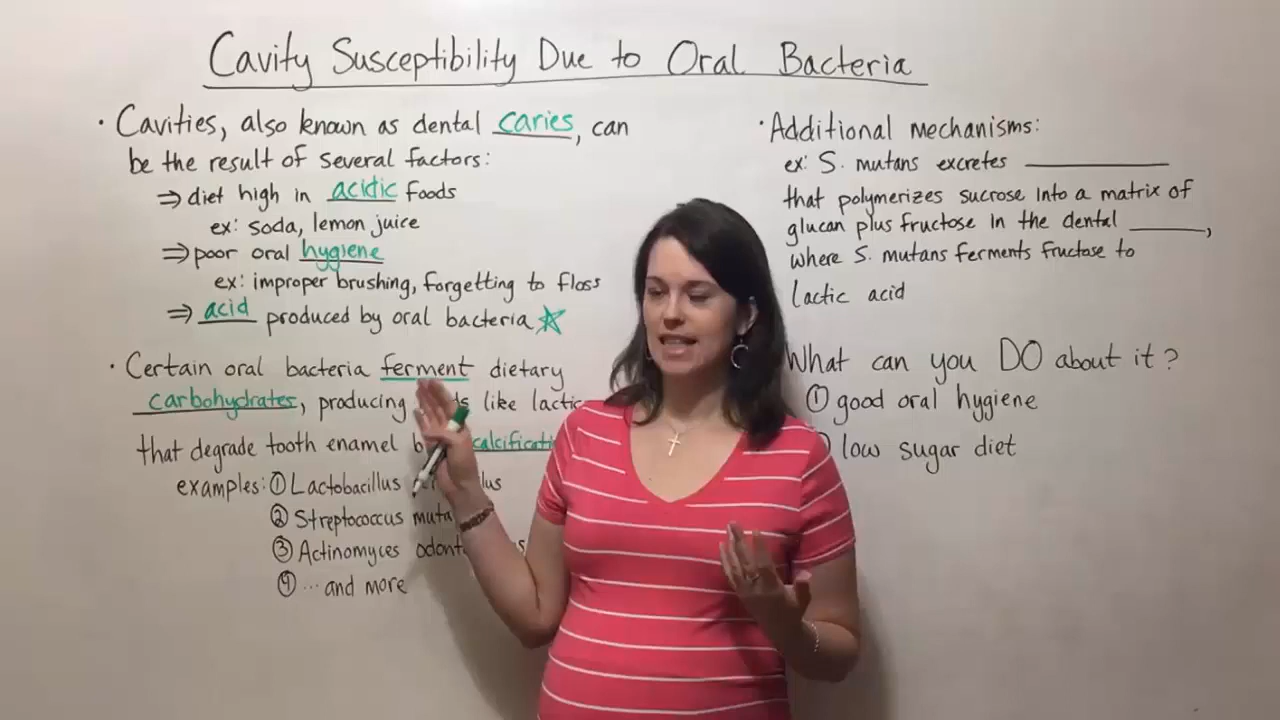 Cavity Susceptibility Due to Oral Bacteria
· Cavities, also known as dental caries, can
be the result of several factors:
⇒ diet high in acidic foods
ex: soda, lemon juice
⇒ poor oral hygiene
ex: improper brushing, forgetting to floss
⇒ acid produced by oral bacteria ☆
· Certain oral bacteria ferment dietary
carbohydrates, producing like lactic
that degrade tooth enamel
examples: ① Lactobacillus
② Streptococcus
③ Actinomyces
④ ... and more
· Additional mechanisms:
ex: S. mutans excretes ________
that polymerizes sucrose into a matrix of
glucan plus fructose in the dental ____,
where S. mutans ferments fructose to
lactic acid
What can you DO about it?
① good oral hygiene
low sugar diet